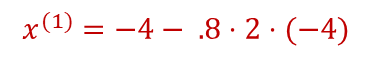 x⁽¹⁾ = −4 − .8 · 2 · (−4)